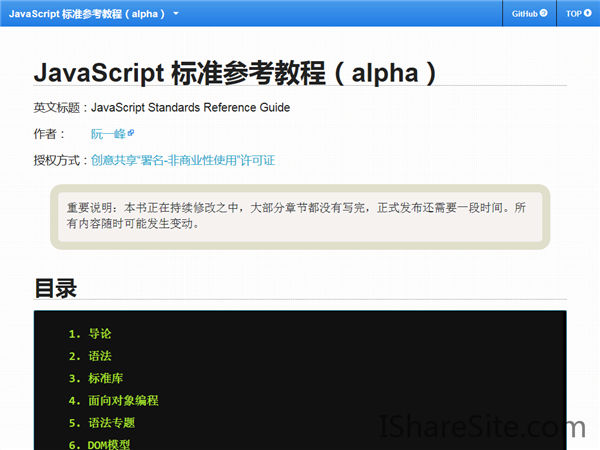 JavaScript 标准参考教程（alpha） GitHub TOP
JavaScript 标准参考教程（alpha）
英文标题：JavaScript Standards Reference Guide
作者： 阮一峰
授权方式：创意共享“署名-非商业性使用”许可证
重要说明：本书正在持续修改之中，大部分章节都没有写完，正式发布还需要一段时间。所
有内容随时可能发生变动。
目录
1. 导论
2. 语法
3. 标准库
4. 面向对象编程
5. 语法专题
6. DOM模型
IShareSite.com